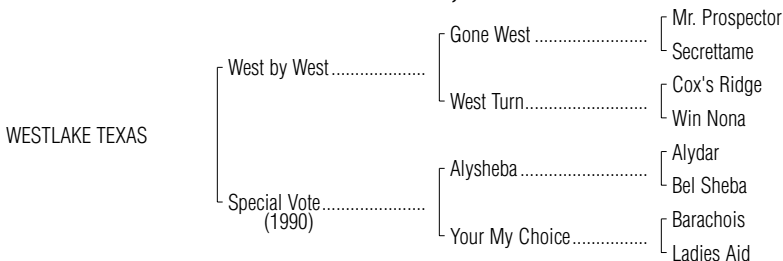 Mr. Prospector
Gone West ..........................
Secrettame
West by West.....................
Cox's Ridge
West Turn............................
Win Nona
WESTLAKE TEXAS
Alydar
Alysheba .............................
Bel Sheba
Special Vote.......................
(1990)
Barachois
Your My Choice.................
Ladies Aid